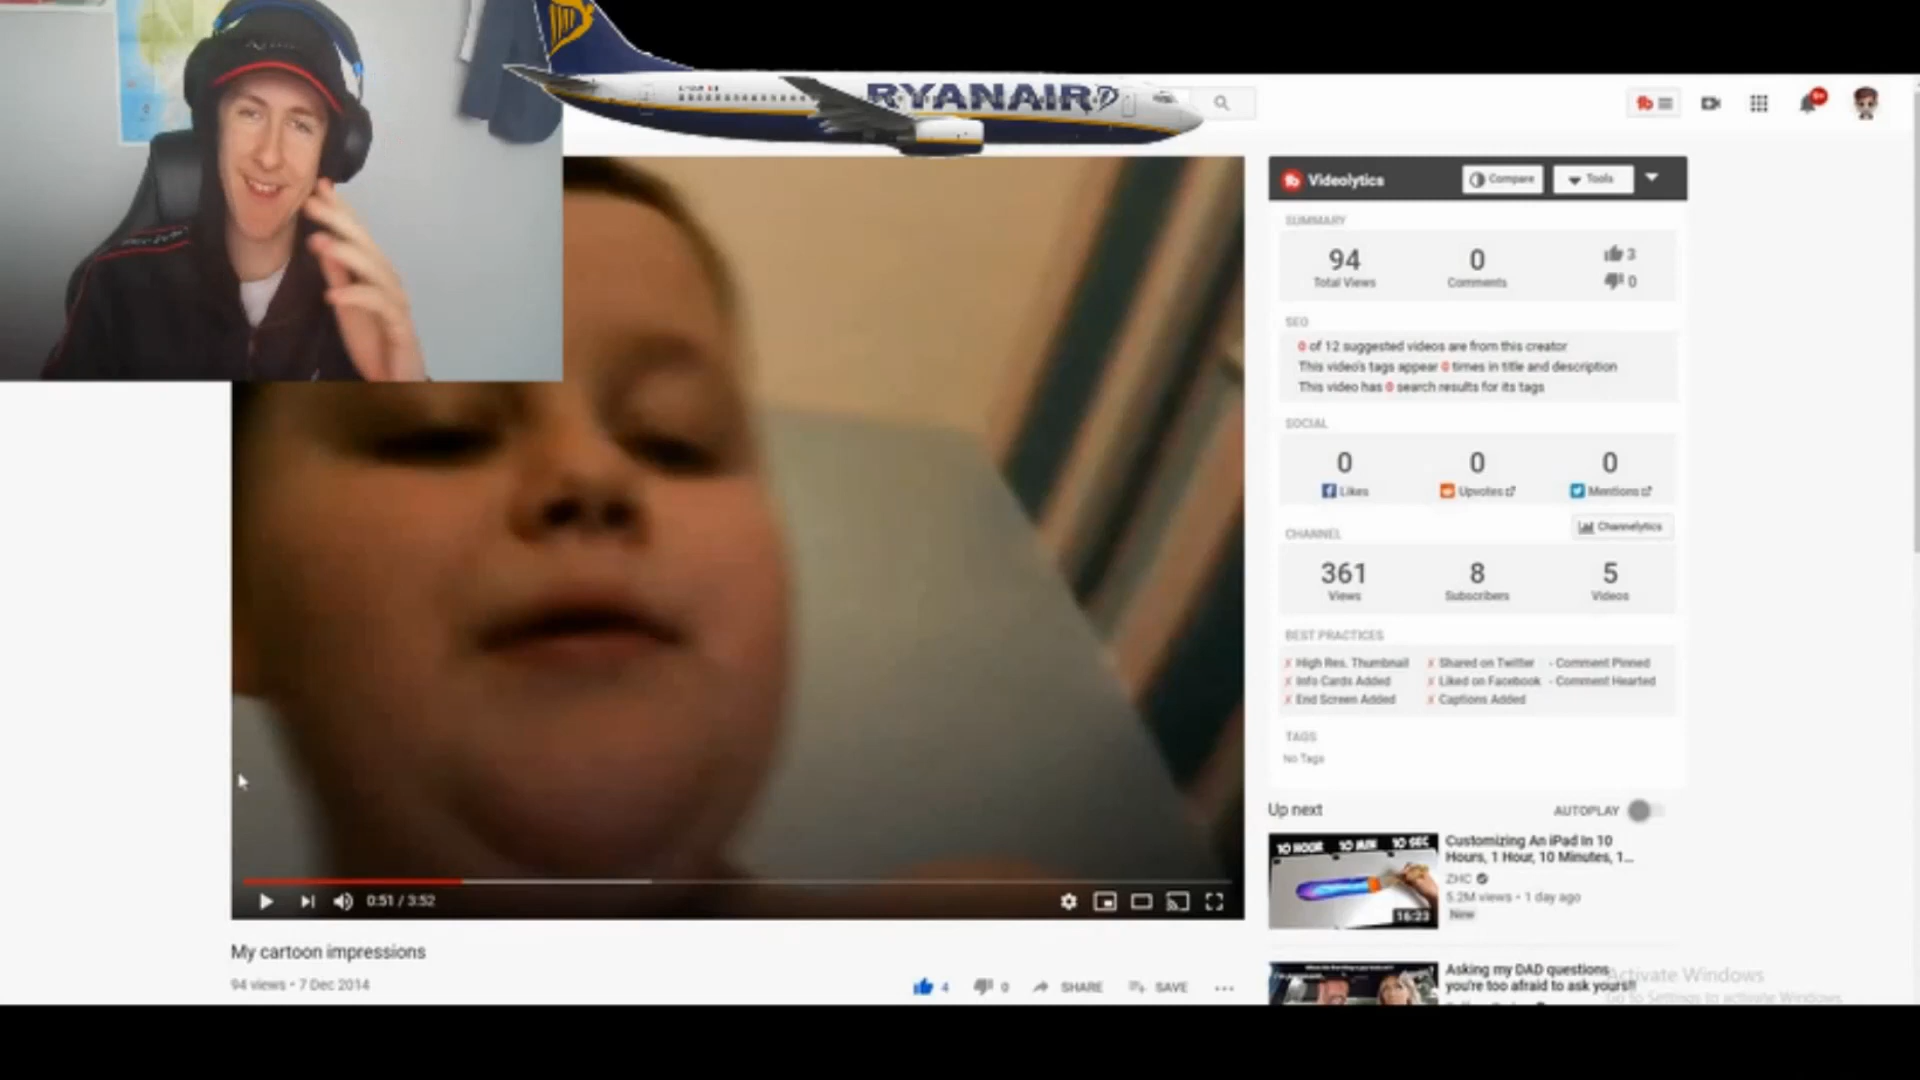 RYANAIR
Videolytics
Compare
Tools
SUMMARY
94
Total Views
0
Comments
3
0
SEO
0 of 12 suggested videos are from this creator
This video's tags appear 0 times in title and description
This video has 0 search results for its tags
SOCIAL
0
Likes
0
Upvotes
0
Mentions
CHANNEL
Channelytics
361
Views
8
Subscribers
5
Videos
BEST PRACTICES
X High Res. Thumbnail
X Shared on Twitter
- Comment Pinned
X Info Cards Added
X Liked on Facebook
- Comment Hearted
X End Screen Added
X Captions Added
TAGS
No Tags
0:51 / 3:52
My cartoon impressions
94 views • 7 Dec 2014
4
0
SHARE
SAVE
Up next
AUTOPLAY
10 HOUR 10 MIN 10 SEC
16:23
Customizing An iPad In 10
Hours, 1 Hour, 10 Minutes, 1...
ZHC
5.2M views • 1 day ago
New
Asking my DAD questions
you're too afraid to ask yours!!
Activate Windows
Go to Settings to activate Windows.